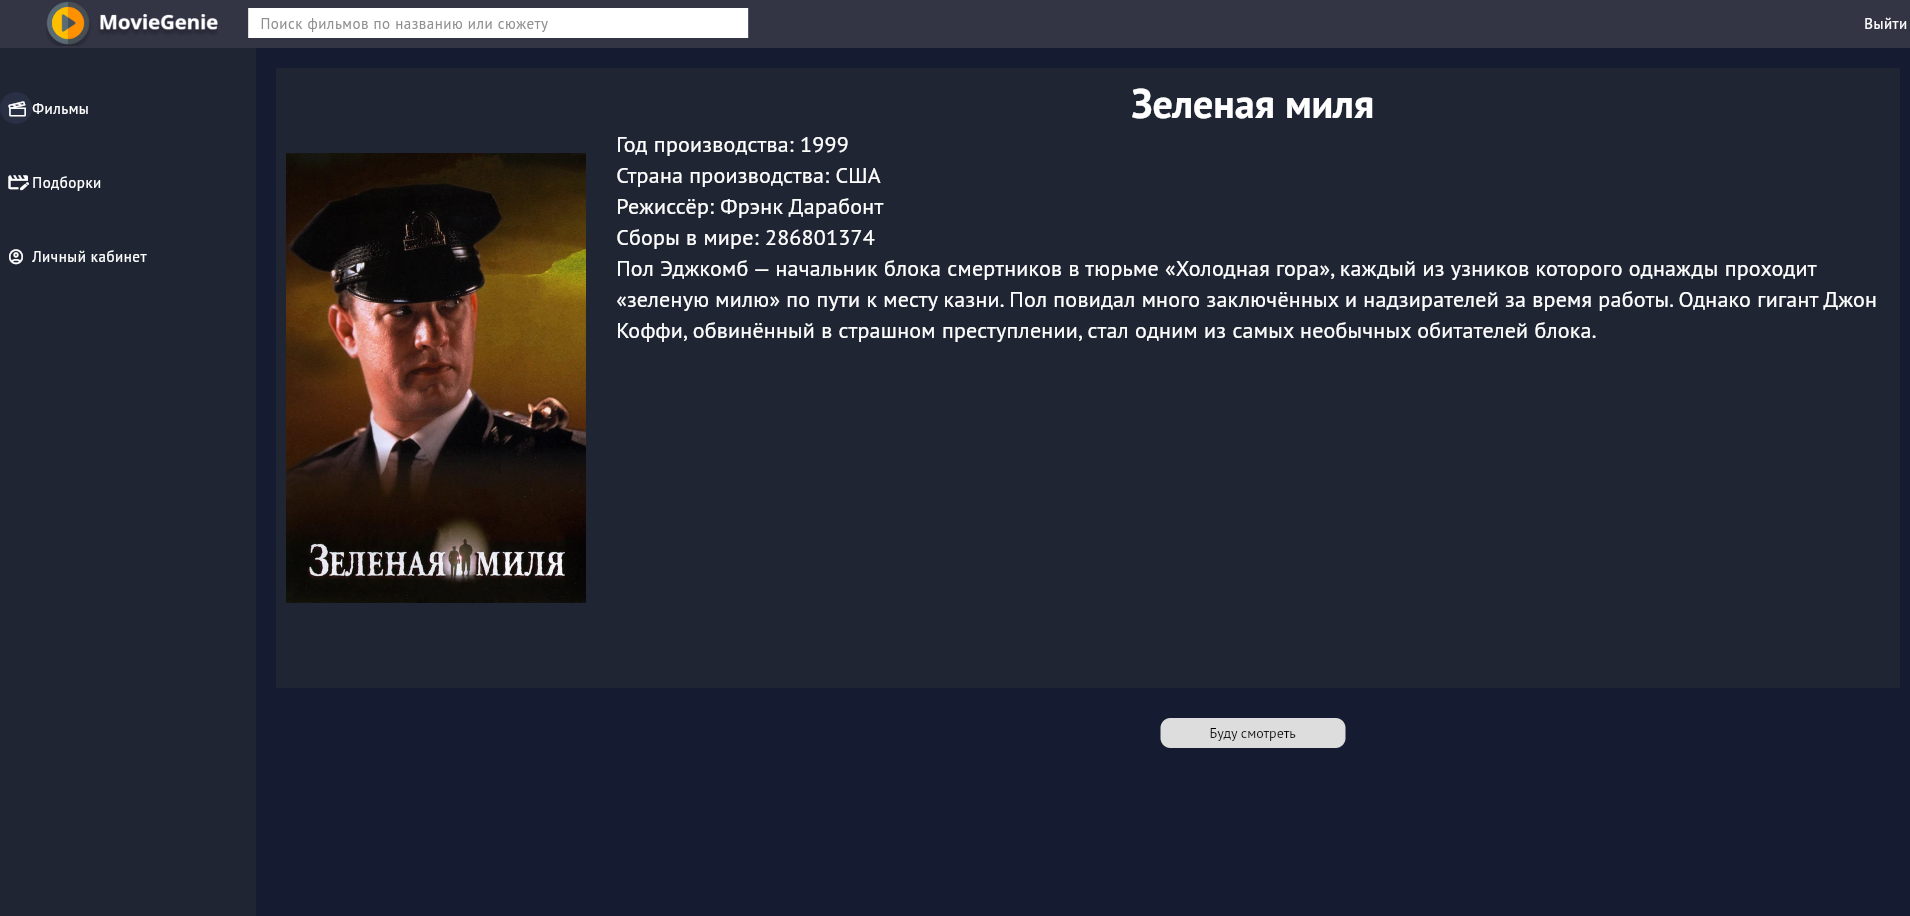 MovieGenie
Поиск фильмов по названию или сюжету
Выйти
Фильмы
Подборки
Личный кабинет
Зеленая миля
Год производства: 1999
Страна производства: США
Режиссёр: Фрэнк Дарабонт
Сборы в мире: 286801374
Пол Эджкомб — начальник блока смертников в тюрьме «Холодная гора», каждый из узников которого однажды проходит
«зеленую милю» по пути к месту казни. Пол повидал много заключённых и надзирателей за время работы. Однако гигант Джон
Коффи, обвинённый в страшном преступлении, стал одним из самых необычных обитателей блока.
ЗЕЛЕНАЯ МИЛЯ
Буду смотреть